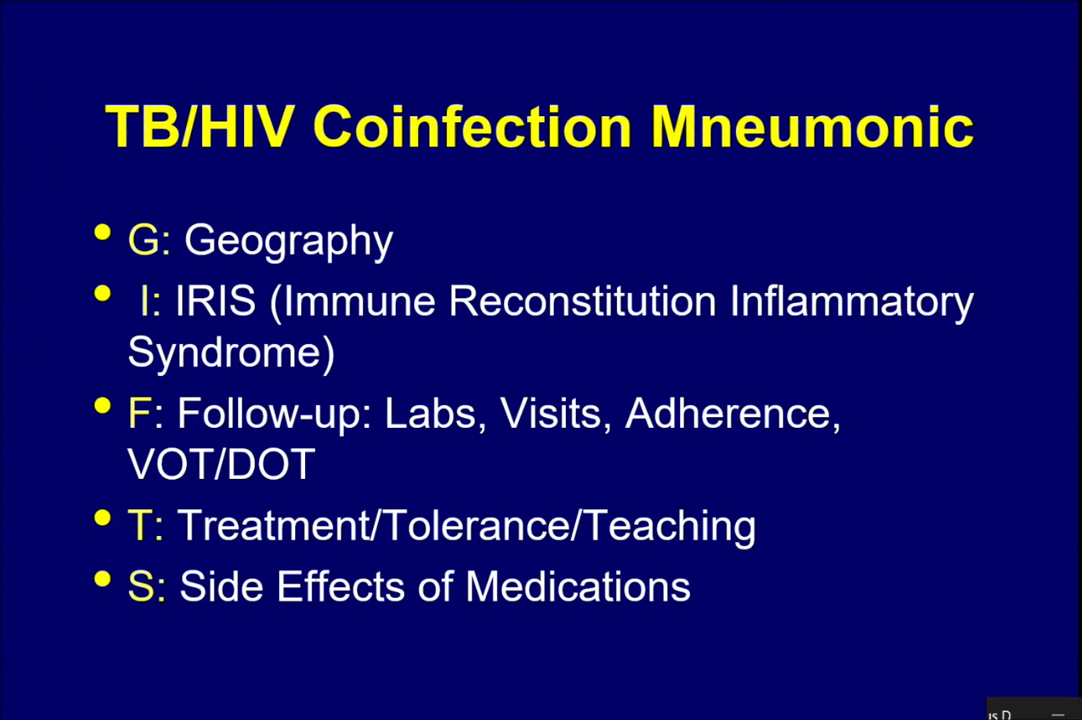 TB/HIV Coinfection Mneumonic
• G: Geography
• I: IRIS (Immune Reconstitution Inflammatory
Syndrome)
• F: Follow-up: Labs, Visits, Adherence,
VOT/DOT
• T: Treatment/Tolerance/Teaching
• S: Side Effects of Medications